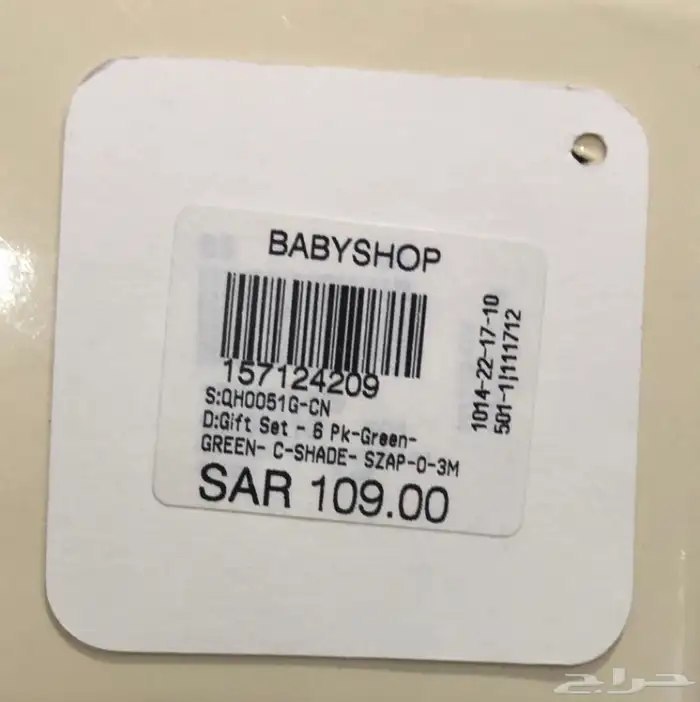 BABYSHOP
157124209
S:QH0051G-CN
D:Gift Set - 6 Pk-Green-
GREEN- C-SHADE- SZAP-0-3M
SAR 109.00
1014-22-17-10
501-1|111712
حراج